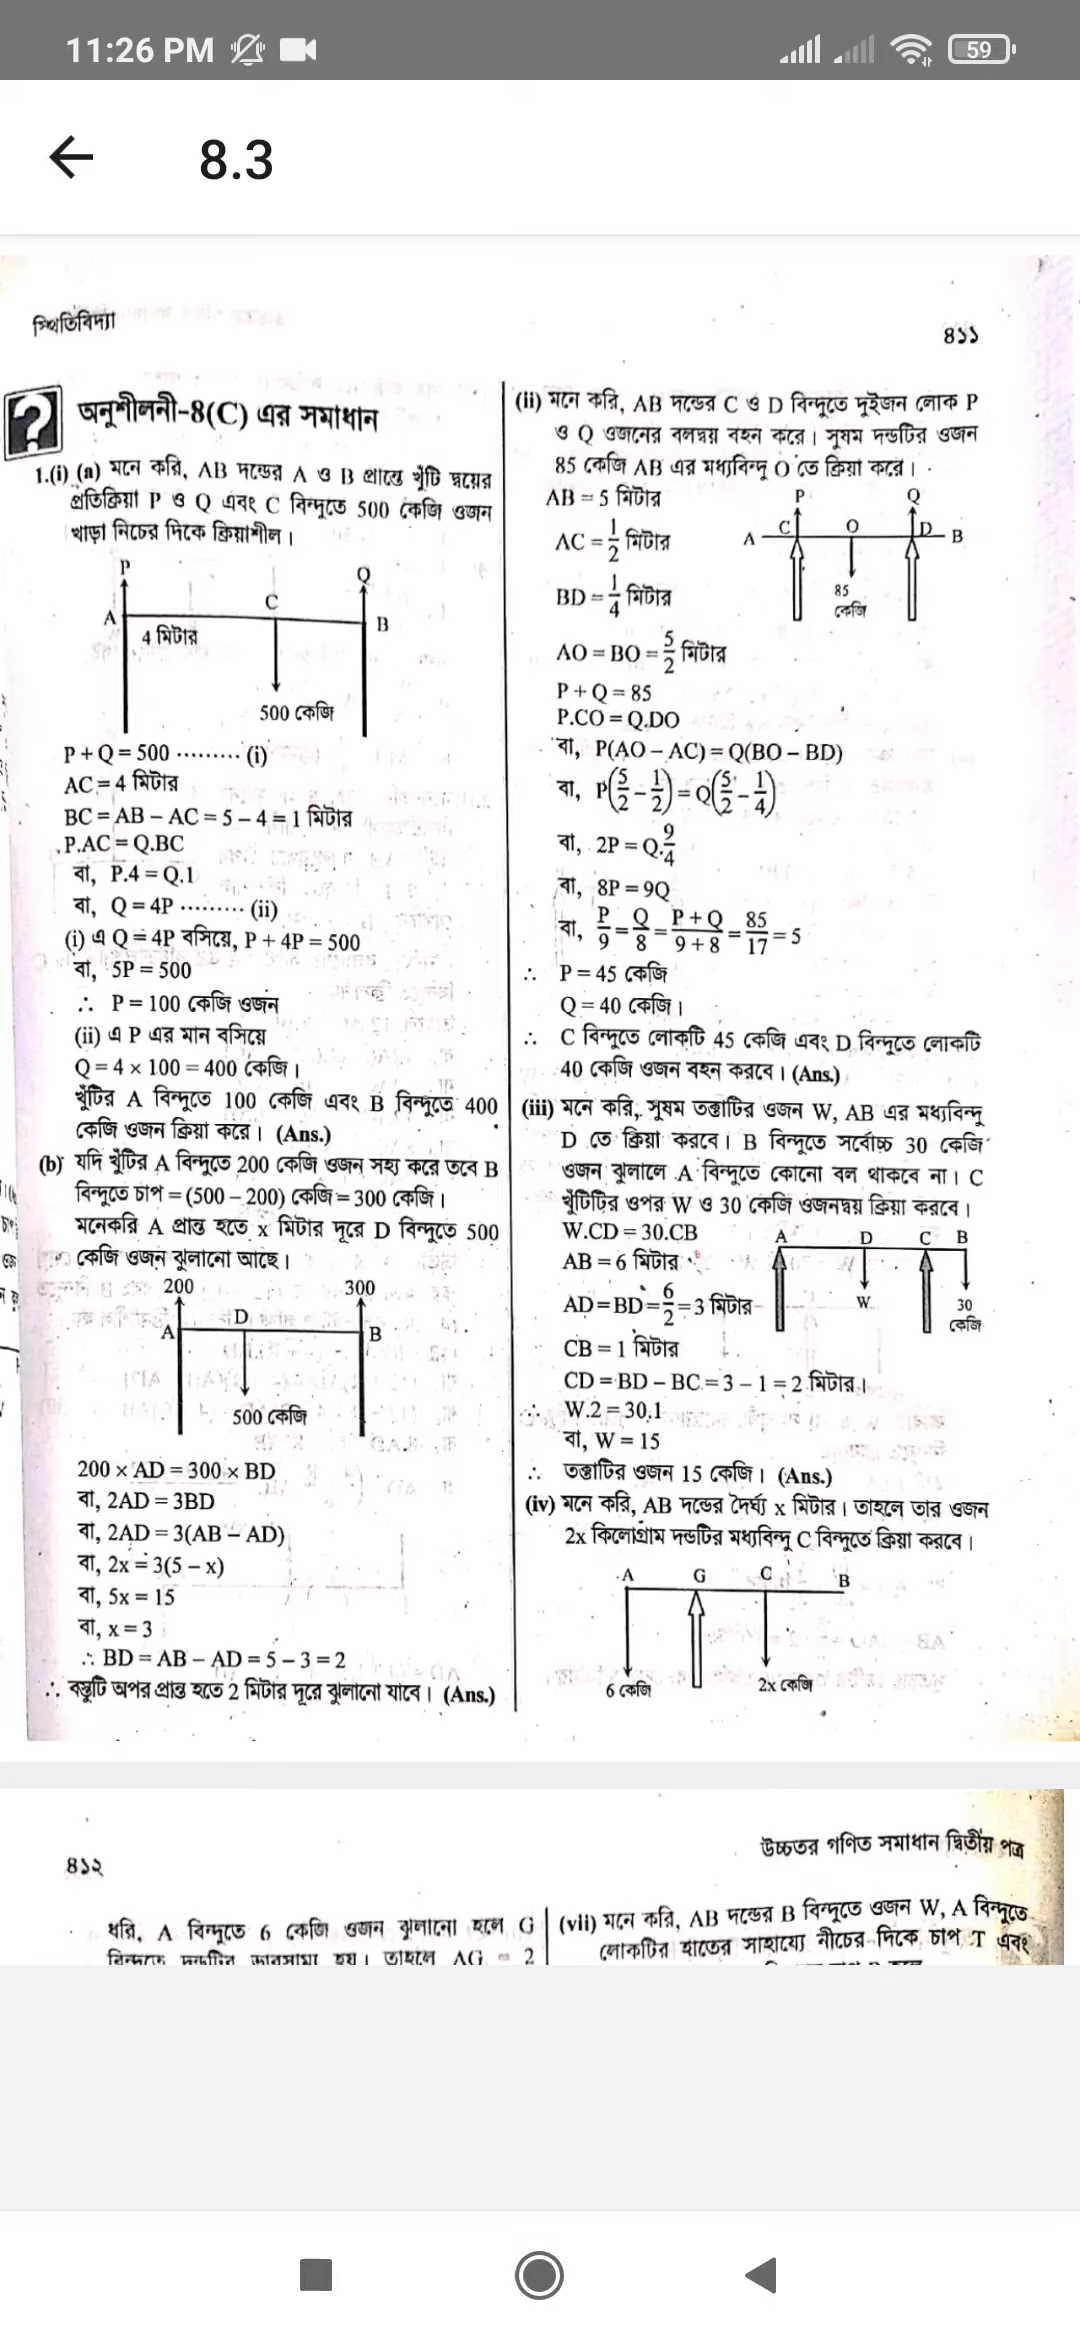 11:26 PM
59
8.3
স্থিতিবিদ্যা
৪১১
অনুশীলনী-8(C) এর সমাধান
1.(i) (a) মনে করি, AB দন্ডের A ও B প্রান্তে খুঁটি দ্বয়ের
প্রতিক্রিয়া P ও Q এবং C বিন্দুতে 500 কেজি ওজন
খাড়া নিচের দিকে ক্রিয়াশীল।
P
Q
A
C
B
4 মিটার
500 কেজি
P + Q = 500 ......... (i)
AC = 4 মিটার
BC = AB – AC = 5 – 4 = 1 মিটার
P.AC = Q.BC
বা, P.4 = Q.1
বা, Q = 4P ......... (ii)
(i) এ Q = 4P বসিয়ে, P + 4P = 500
বা, 5P = 500
∴ P = 100 কেজি ওজন
(ii) এ P এর মান বসিয়ে
Q = 4 × 100 = 400 কেজি।
খুঁটির A বিন্দুতে 100 কেজি এবং B বিন্দুতে 400
কেজি ওজন ক্রিয়া করে। (Ans.)
(b) যদি খুঁটির A বিন্দুতে 200 কেজি ওজন সহ্য করে তবে B
বিন্দুতে চাপ = (500 – 200) কেজি = 300 কেজি।
মনেকরি A প্রান্ত হতে x মিটার দূরে D বিন্দুতে 500
কেজি ওজন ঝুলানো আছে।
200
300
A
D
B
500 কেজি
200 × AD = 300 × BD
বা, 2AD = 3BD
বা, 2AD = 3(AB – AD)
বা, 2x = 3(5 – x)
বা, 5x = 15
বা, x = 3
∴ BD = AB – AD = 5 – 3 = 2
∴ বস্তুটি অপর প্রান্ত হতে 2 মিটার দূরে ঝুলানো যাবে। (Ans.)
(ii) মনে করি, AB দন্ডের C ও D বিন্দুতে দুইজন লোক P
ও Q ওজনের বলদ্বয় বহন করে। সুষম দন্ডটির ওজন
85 কেজি AB এর মধ্যবিন্দু O তে ক্রিয়া করে।
AB = 5 মিটার
AC = 1/2 মিটার
BD = 1/4 মিটার
P
Q
A
C
O
D
B
85
কেজি
AO = BO = 5/2 মিটার
P + Q = 85
P.CO = Q.DO
বা, P(AO – AC) = Q(BO – BD)
বা, P(5/2 – 1/2) = Q(5/2 – 1/4)
বা, 2P = Q.9/4
বা, 8P = 9Q
বা, P/9 = Q/8 = P + Q/9 + 8 = 85/17 = 5
∴ P = 45 কেজি
Q = 40 কেজি।
∴ C বিন্দুতে লোকটি 45 কেজি এবং D বিন্দুতে লোকটি
40 কেজি ওজন বহন করবে। (Ans.)
(iii) মনে করি, সুষম তক্তাটির ওজন W, AB এর মধ্যবিন্দু
D তে ক্রিয়া করবে। B বিন্দুতে সর্বোচ্চ 30 কেজি
ওজন ঝুলালে A বিন্দুতে কোনো বল থাকবে না। C
খুঁটিটির ওপর W ও 30 কেজি ওজনদ্বয় ক্রিয়া করবে।
W.CD = 30.CB
AB = 6 মিটার
AD = BD = 6/2 = 3 মিটার
CB = 1 মিটার
A
D
C
B
W
30
কেজি
CD = BD – BC = 3 – 1 = 2 মিটার।
∴ W.2 = 30.1
বা, W = 15
∴ তক্তাটির ওজন 15 কেজি। (Ans.)
(iv) মনে করি, AB দন্ডের দৈর্ঘ্য x মিটার। তাহলে তার ওজন
2x কিলোগ্রাম দন্ডটির মধ্যবিন্দু C বিন্দুতে ক্রিয়া করবে।
A
G
C
B
6 কেজি
2x কেজি
৪১২
উচ্চতর গণিত সমাধান দ্বিতীয় পত্র
ধরি, A বিন্দুতে 6 কেজি ওজন ঝুলানো হলে G
বিন্দুতে দন্ডটির ভারসাম্য হয়। তাহলে AG = 2
(vii) মনে করি, AB দন্ডের B বিন্দুতে ওজন W, A বিন্দুতে
লোকটির হাতের সাহায্যে নীচের দিকে চাপ T এবং